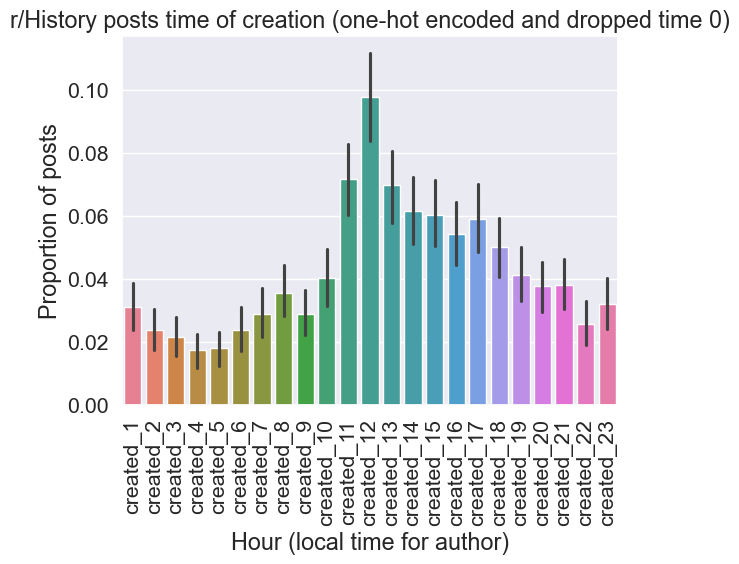 r/History posts time of creation (one-hot encoded and dropped time 0)
Proportion of posts
0.10
0.08
0.06
0.04
0.02
0.00
created_1
created_2
created_3
created_4
created_5
created_6
created_7
created_8
created_9
created_10
created_11
created_12
created_13
created_14
created_15
created_16
created_17
created_18
created_19
created_20
created_21
created_22
created_23
Hour (local time for author)